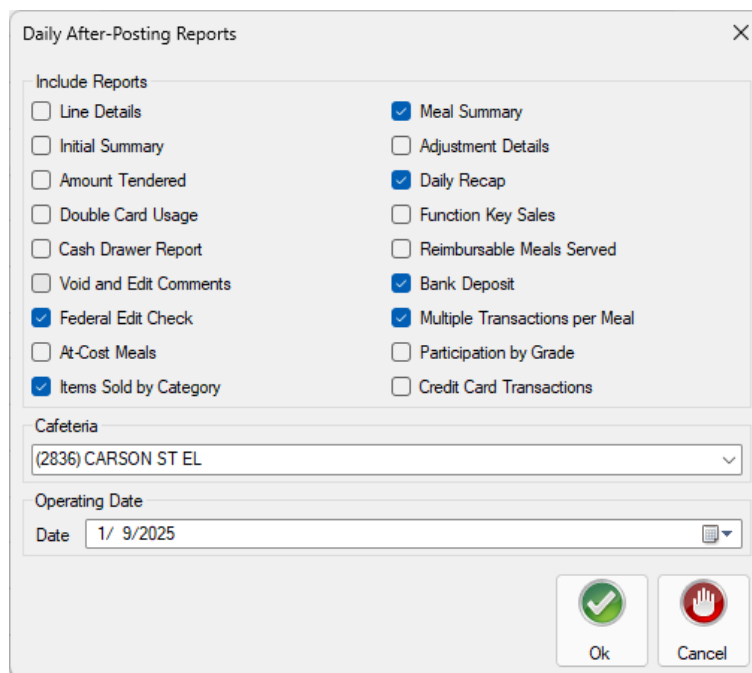 Daily After-Posting Reports
Include Reports
Line Details
Meal Summary
Initial Summary
Adjustment Details
Amount Tendered
Daily Recap
Double Card Usage
Function Key Sales
Cash Drawer Report
Reimbursable Meals Served
Void and Edit Comments
Bank Deposit
Federal Edit Check
Multiple Transactions per Meal
At-Cost Meals
Participation by Grade
Items Sold by Category
Credit Card Transactions
Cafeteria
(2836) CARSON ST EL
Operating Date
Date 1/ 9/2025
Ok
Cancel